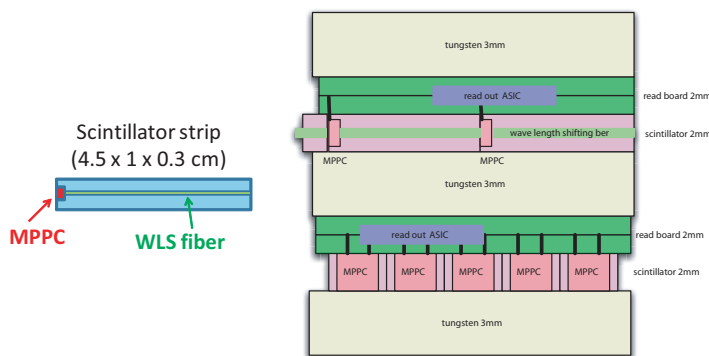 Scintillator strip
(4.5 x 1 x 0.3 cm)
MPPC
WLS fiber
tungsten 3mm
read out ASIC
read board 2mm
wave length shifting ber
scintillator 2mm
MPPC
MPPC
tungsten 3mm
read out ASIC
read board 2mm
MPPC
MPPC
MPPC
MPPC
MPPC
scintillator 2mm
tungsten 3mm